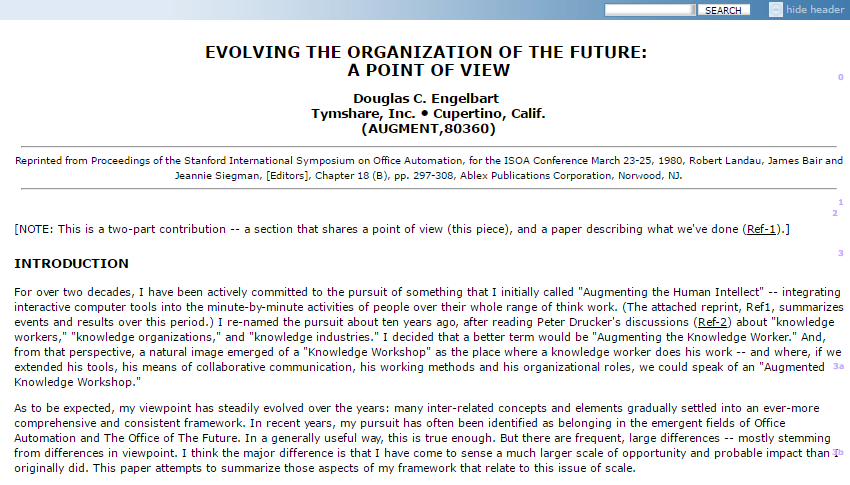 SEARCH hide header
EVOLVING THE ORGANIZATION OF THE FUTURE:
A POINT OF VIEW
0
Douglas C. Engelbart
Tymshare, Inc. • Cupertino, Calif.
(AUGMENT,80360)
Reprinted from Proceedings of the Stanford International Symposium on Office Automation, for the ISOA Conference March 23-25, 1980, Robert Landau, James Bair and
Jeannie Siegman, [Editors], Chapter 18 (B), pp. 297-308, Ablex Publications Corporation, Norwood, NJ.
1
2
[NOTE: This is a two-part contribution -- a section that shares a point of view (this piece), and a paper describing what we've done (Ref-1).]
3
INTRODUCTION
For over two decades, I have been actively committed to the pursuit of something that I initially called "Augmenting the Human Intellect" -- integrating
interactive computer tools into the minute-by-minute activities of people over their whole range of think work. (The attached reprint, Ref1, summarizes
events and results over this period.) I re-named the pursuit about ten years ago, after reading Peter Drucker's discussions (Ref-2) about "knowledge
workers," "knowledge organizations," and "knowledge industries." I decided that a better term would be "Augmenting the Knowledge Worker." And,
from that perspective, a natural image emerged of a "Knowledge Workshop" as the place where a knowledge worker does his work -- and where, if we
extended his tools, his means of collaborative communication, his working methods and his organizational roles, we could speak of an "Augmented 3a
Knowledge Workshop."
As to be expected, my viewpoint has steadily evolved over the years: many inter-related concepts and elements gradually settled into an ever-more
comprehensive and consistent framework. In recent years, my pursuit has often been identified as belonging in the emergent fields of Office
Automation and The Office of The Future. In a generally useful way, this is true enough. But there are frequent, large differences -- mostly stemming
from differences in viewpoint. I think the major difference is that I have come to sense a much larger scale of opportunity and probable impact than I 3b
originally did. This paper attempts to summarize those aspects of my framework that relate to this issue of scale.